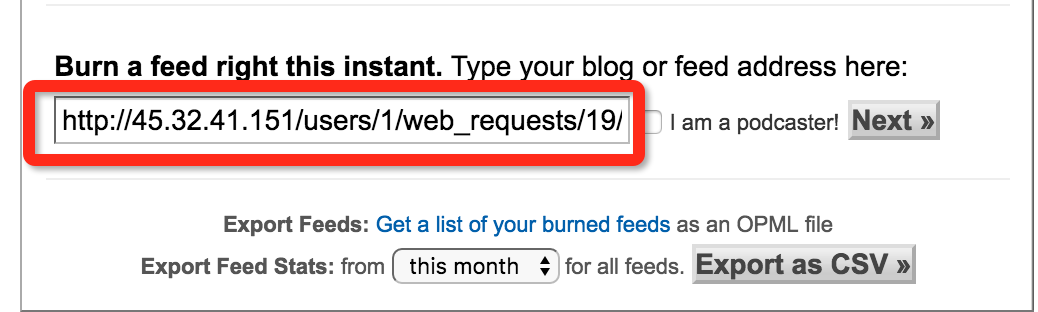 Burn a feed right this instant. Type your blog or feed address here:
http://45.32.41.151/users/1/web_requests/19/ I am a podcaster! Next »
Export Feeds: Get a list of your burned feeds as an OPML file
Export Feed Stats: from this month for all feeds. Export as CSV »